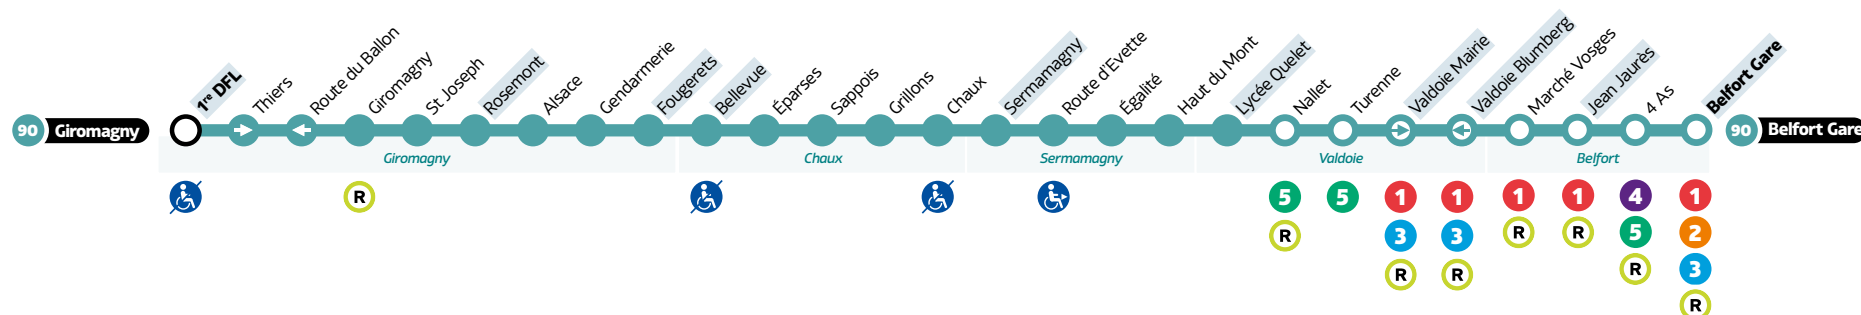 90 Giromagny
1re DFL
Thiers
Route du Ballon
Giromagny
St Joseph
Rosemont
Alsace
Gendarmerie
Fougerets
Bellevue
Éparses
Sappois
Grillons
Chaux
Sermamagny
Route d'Evette
Égalité
Haut du Mont
Lycée Quelet
Nallet
Turenne
Valdoie Mairie
Valdoie Blumberg
Marché Vosges
Jean Jaurès
4 As
Belfort Gare
90 Belfort Gare
Giromagny Chaux Sermamagny Valdoie Belfort
R 5 5 1 1 1 1 4 1
R 3 3 R R 5 2
R R R 3
R